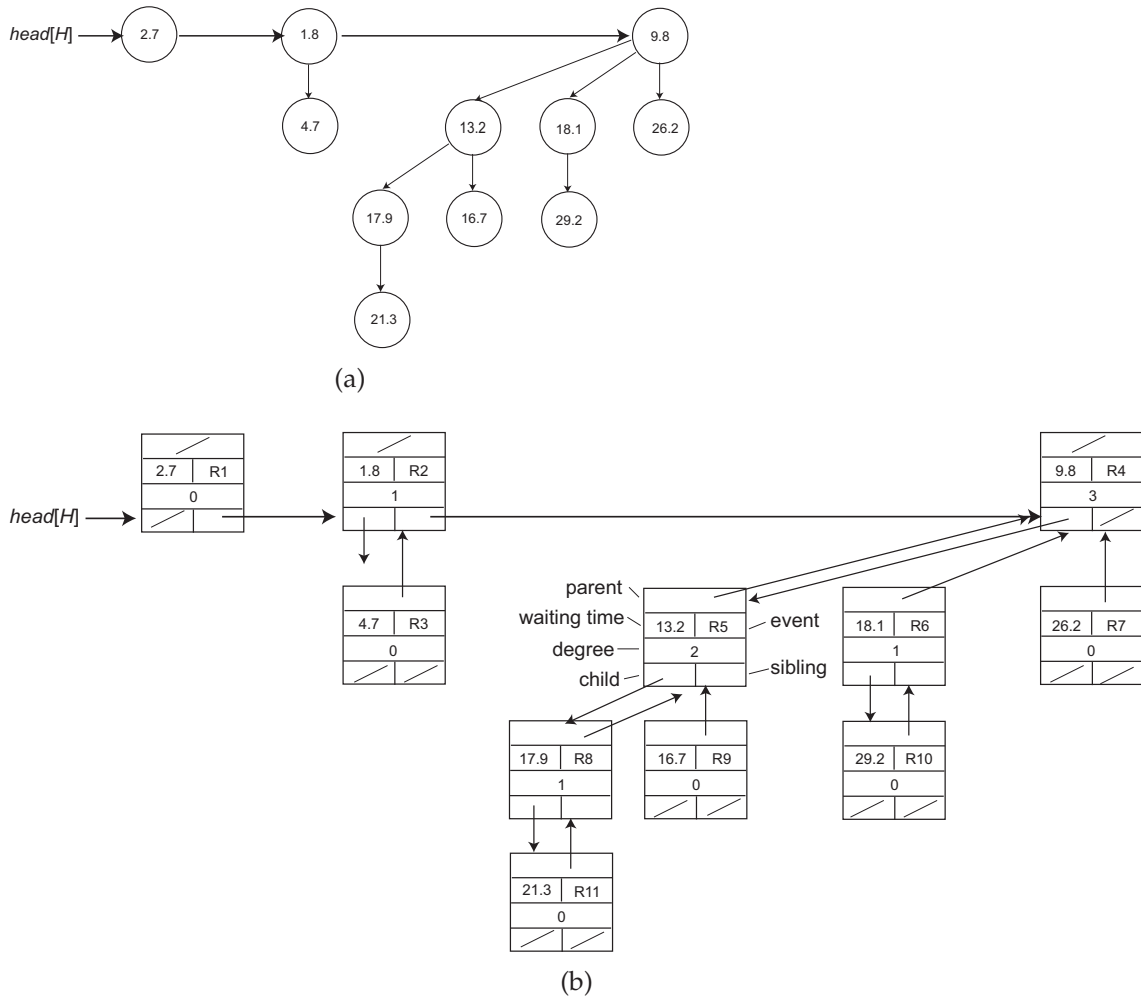 head[H]
2.7
1.8
9.8
4.7
13.2
18.1
26.2
17.9
16.7
29.2
21.3
(a)
head[H]
2.7 R1
0
1.8 R2
1
9.8 R4
3
4.7 R3
0
parent
waiting time
degree
child
13.2 R5
2
event
sibling
18.1 R6
1
26.2 R7
0
17.9 R8
1
16.7 R9
0
29.2 R10
0
21.3 R11
0
(b)